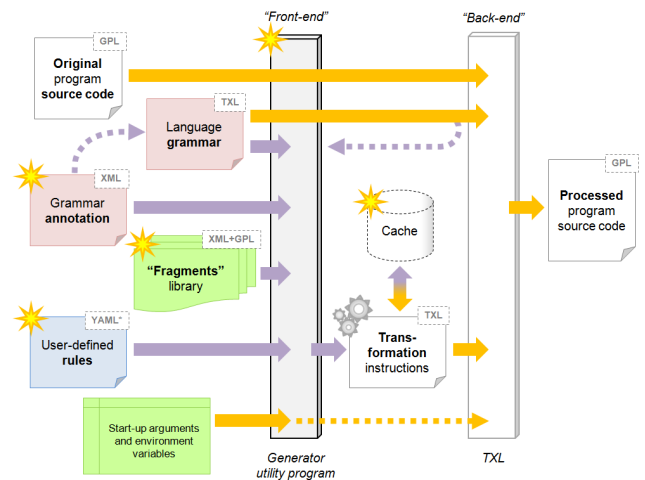 “Front-end”
“Back-end”
GPL
Original
program
source code
TXL
Language
grammar
XML
Grammar
annotation
GPL
Processed
program
source code
Cache
XML+GPL
“Fragments”
library
YAML*
User-defined
rules
TXL
Trans-
formation
instructions
Start-up arguments
and environment
variables
Generator
utility program
TXL